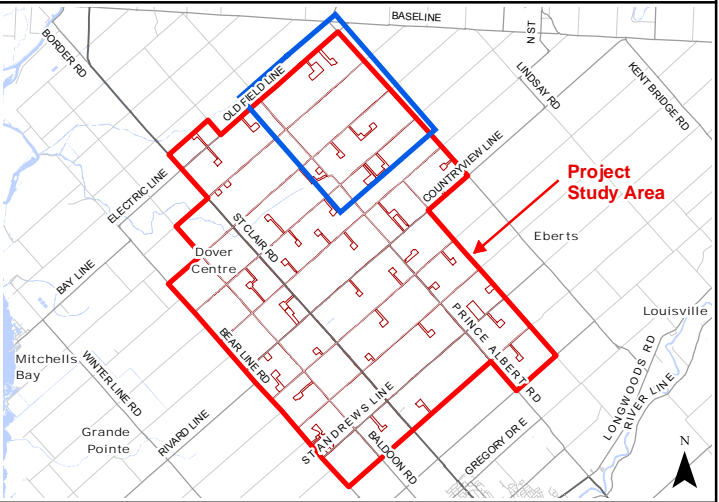 BASELINE
BORDER RD
N ST
OLD FIELD LINE
LINDSAY RD
KENT BRIDGE RD
COUNTRYVIEW LINE
ELECTRIC LINE
Project
Study Area
ST CLAIR RD
Eberts
Dover
Centre
BAY LINE
PRINCE ALBERT RD
Louisville
BEAR LINE RD
Mitchells
Bay
WINTER LINE RD
LONGWOODS RD
RIVER LINE
ST ANDREWS LINE
RIVARD LINE
Grande
Pointe
BALDOON RD
GREGORY DR E
N